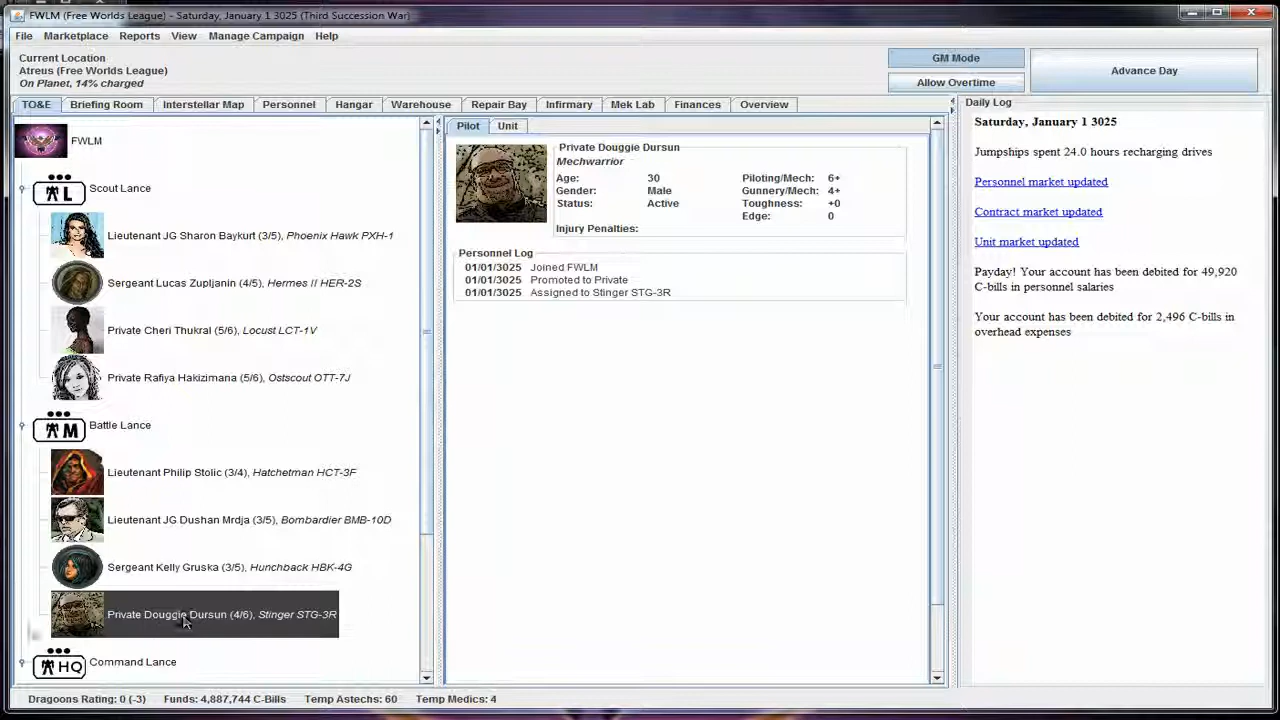 FWLM (Free Worlds League) - Saturday, January 1 3025 (Third Succession War)
File Marketplace Reports View Manage Campaign Help
Current Location
Atreus (Free Worlds League)
On Planet, 14% charged
GM Mode
Allow Overtime
Advance Day
TO&E Briefing Room Interstellar Map Personnel Hangar Warehouse Repair Bay Infirmary Mek Lab Finances Overview
FWLM
L
Scout Lance
Lieutenant JG Sharon Baykurt (3/5), Phoenix Hawk PXH-1
Sergeant Lucas Zupljanin (4/5), Hermes II HER-2S
Private Cheri Thukral (5/6), Locust LCT-1V
Private Rafiya Hakizimana (5/6), Ostscout OTT-7J
M
Battle Lance
Lieutenant Philip Stolic (3/4), Hatchetman HCT-3F
Lieutenant JG Dushan Mrdja (3/5), Bombardier BMB-10D
Sergeant Kelly Gruska (3/5), Hunchback HBK-4G
Private Douggie Dursun (4/6), Stinger STG-3R
HQ
Command Lance
Pilot Unit
Private Douggie Dursun
Mechwarrior
Age: 30 Piloting/Mech: 6+
Gender: Male Gunnery/Mech: 4+
Status: Active Toughness: +0
Edge: 0
Injury Penalties:
Personnel Log
01/01/3025 Joined FWLM
01/01/3025 Promoted to Private
01/01/3025 Assigned to Stinger STG-3R
Daily Log
Saturday, January 1 3025
Jumpships spent 24.0 hours recharging drives
Personnel market updated
Contract market updated
Unit market updated
Payday! Your account has been debited for 49,920
C-bills in personnel salaries
Your account has been debited for 2,496 C-bills in
overhead expenses
Dragoons Rating: 0 (-3) Funds: 4,887,744 C-Bills Temp Astechs: 60 Temp Medics: 4